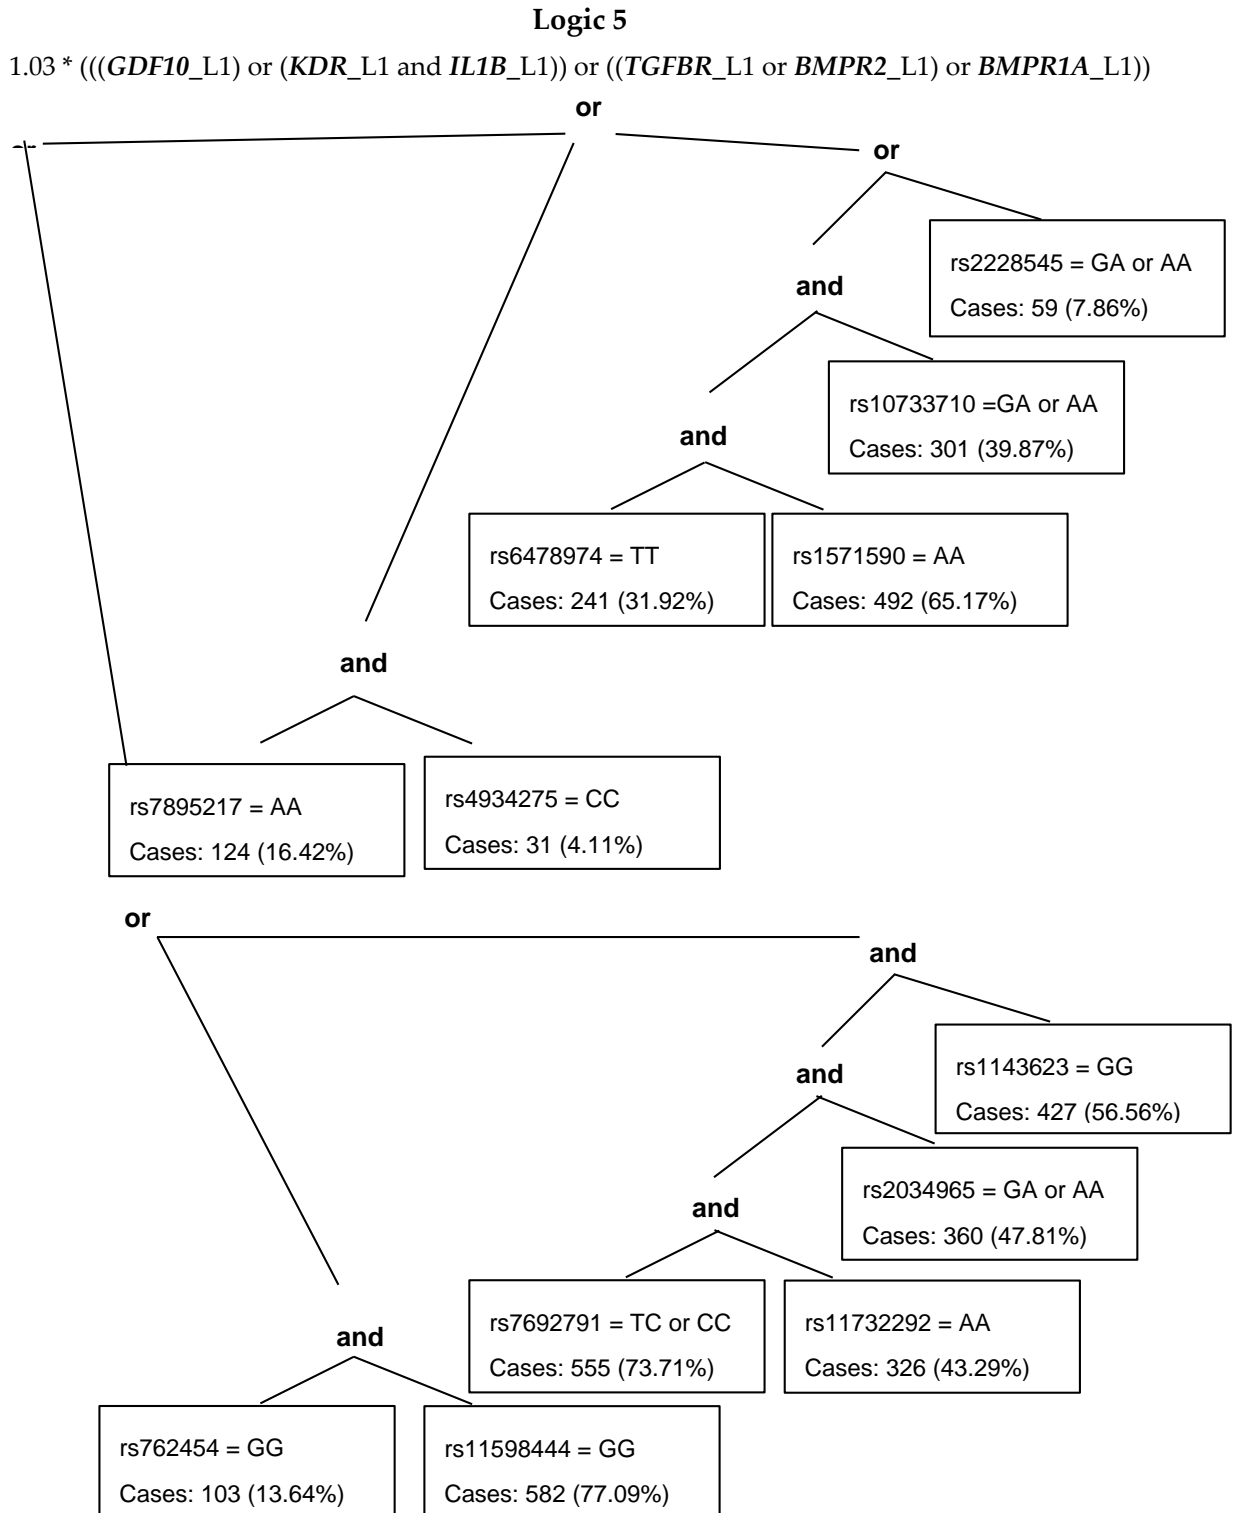 Logic 5
1.03 * (((GDF10_L1) or (KDR_L1 and IL1B_L1)) or ((TGFBR_L1 or BMPR2_L1) or BMPR1A_L1))
or
or
rs2228545 = GA or AA
Cases: 59 (7.86%)
and
rs10733710 =GA or AA
Cases: 301 (39.87%)
and
rs6478974 = TT
Cases: 241 (31.92%)
rs1571590 = AA
Cases: 492 (65.17%)
and
rs7895217 = AA
Cases: 124 (16.42%)
rs4934275 = CC
Cases: 31 (4.11%)
or
and
rs1143623 = GG
Cases: 427 (56.56%)
and
rs2034965 = GA or AA
Cases: 360 (47.81%)
and
rs7692791 = TC or CC
Cases: 555 (73.71%)
rs11732292 = AA
Cases: 326 (43.29%)
and
rs762454 = GG
Cases: 103 (13.64%)
rs11598444 = GG
Cases: 582 (77.09%)